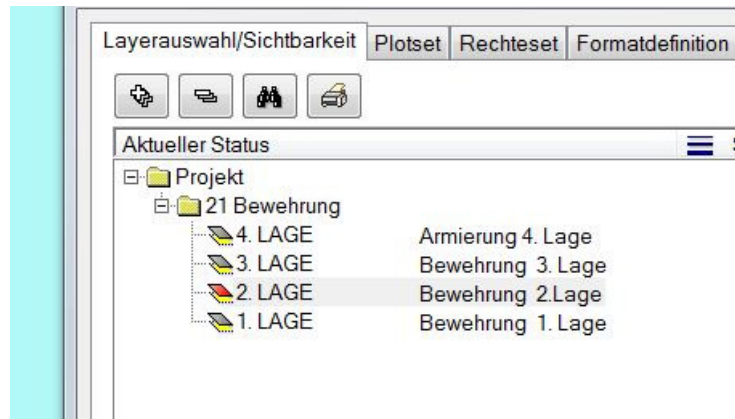 Layerauswahl/Sichtbarkeit Plotset Rechteset Formatdefinition
Aktueller Status
Projekt
21 Bewehrung
4. LAGE Armierung 4. Lage
3. LAGE Bewehrung 3. Lage
2. LAGE Bewehrung 2.Lage
1. LAGE Bewehrung 1. Lage